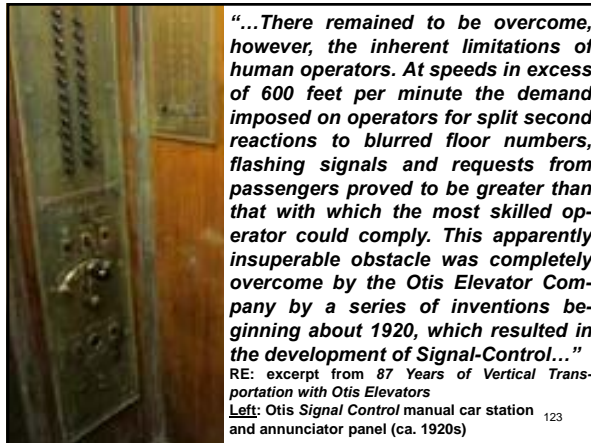 “…There remained to be overcome,
however, the inherent limitations of
human operators. At speeds in excess
of 600 feet per minute the demand
imposed on operators for split second
reactions to blurred floor numbers,
flashing signals and requests from
passengers proved to be greater than
that with which the most skilled op-
erator could comply. This apparently
insuperable obstacle was completely
overcome by the Otis Elevator Com-
pany by a series of inventions be-
ginning about 1920, which resulted in
the development of Signal-Control…”
RE: excerpt from 87 Years of Vertical Trans-
portation with Otis Elevators
Left: Otis Signal Control manual car station
and annunciator panel (ca. 1920s)
123